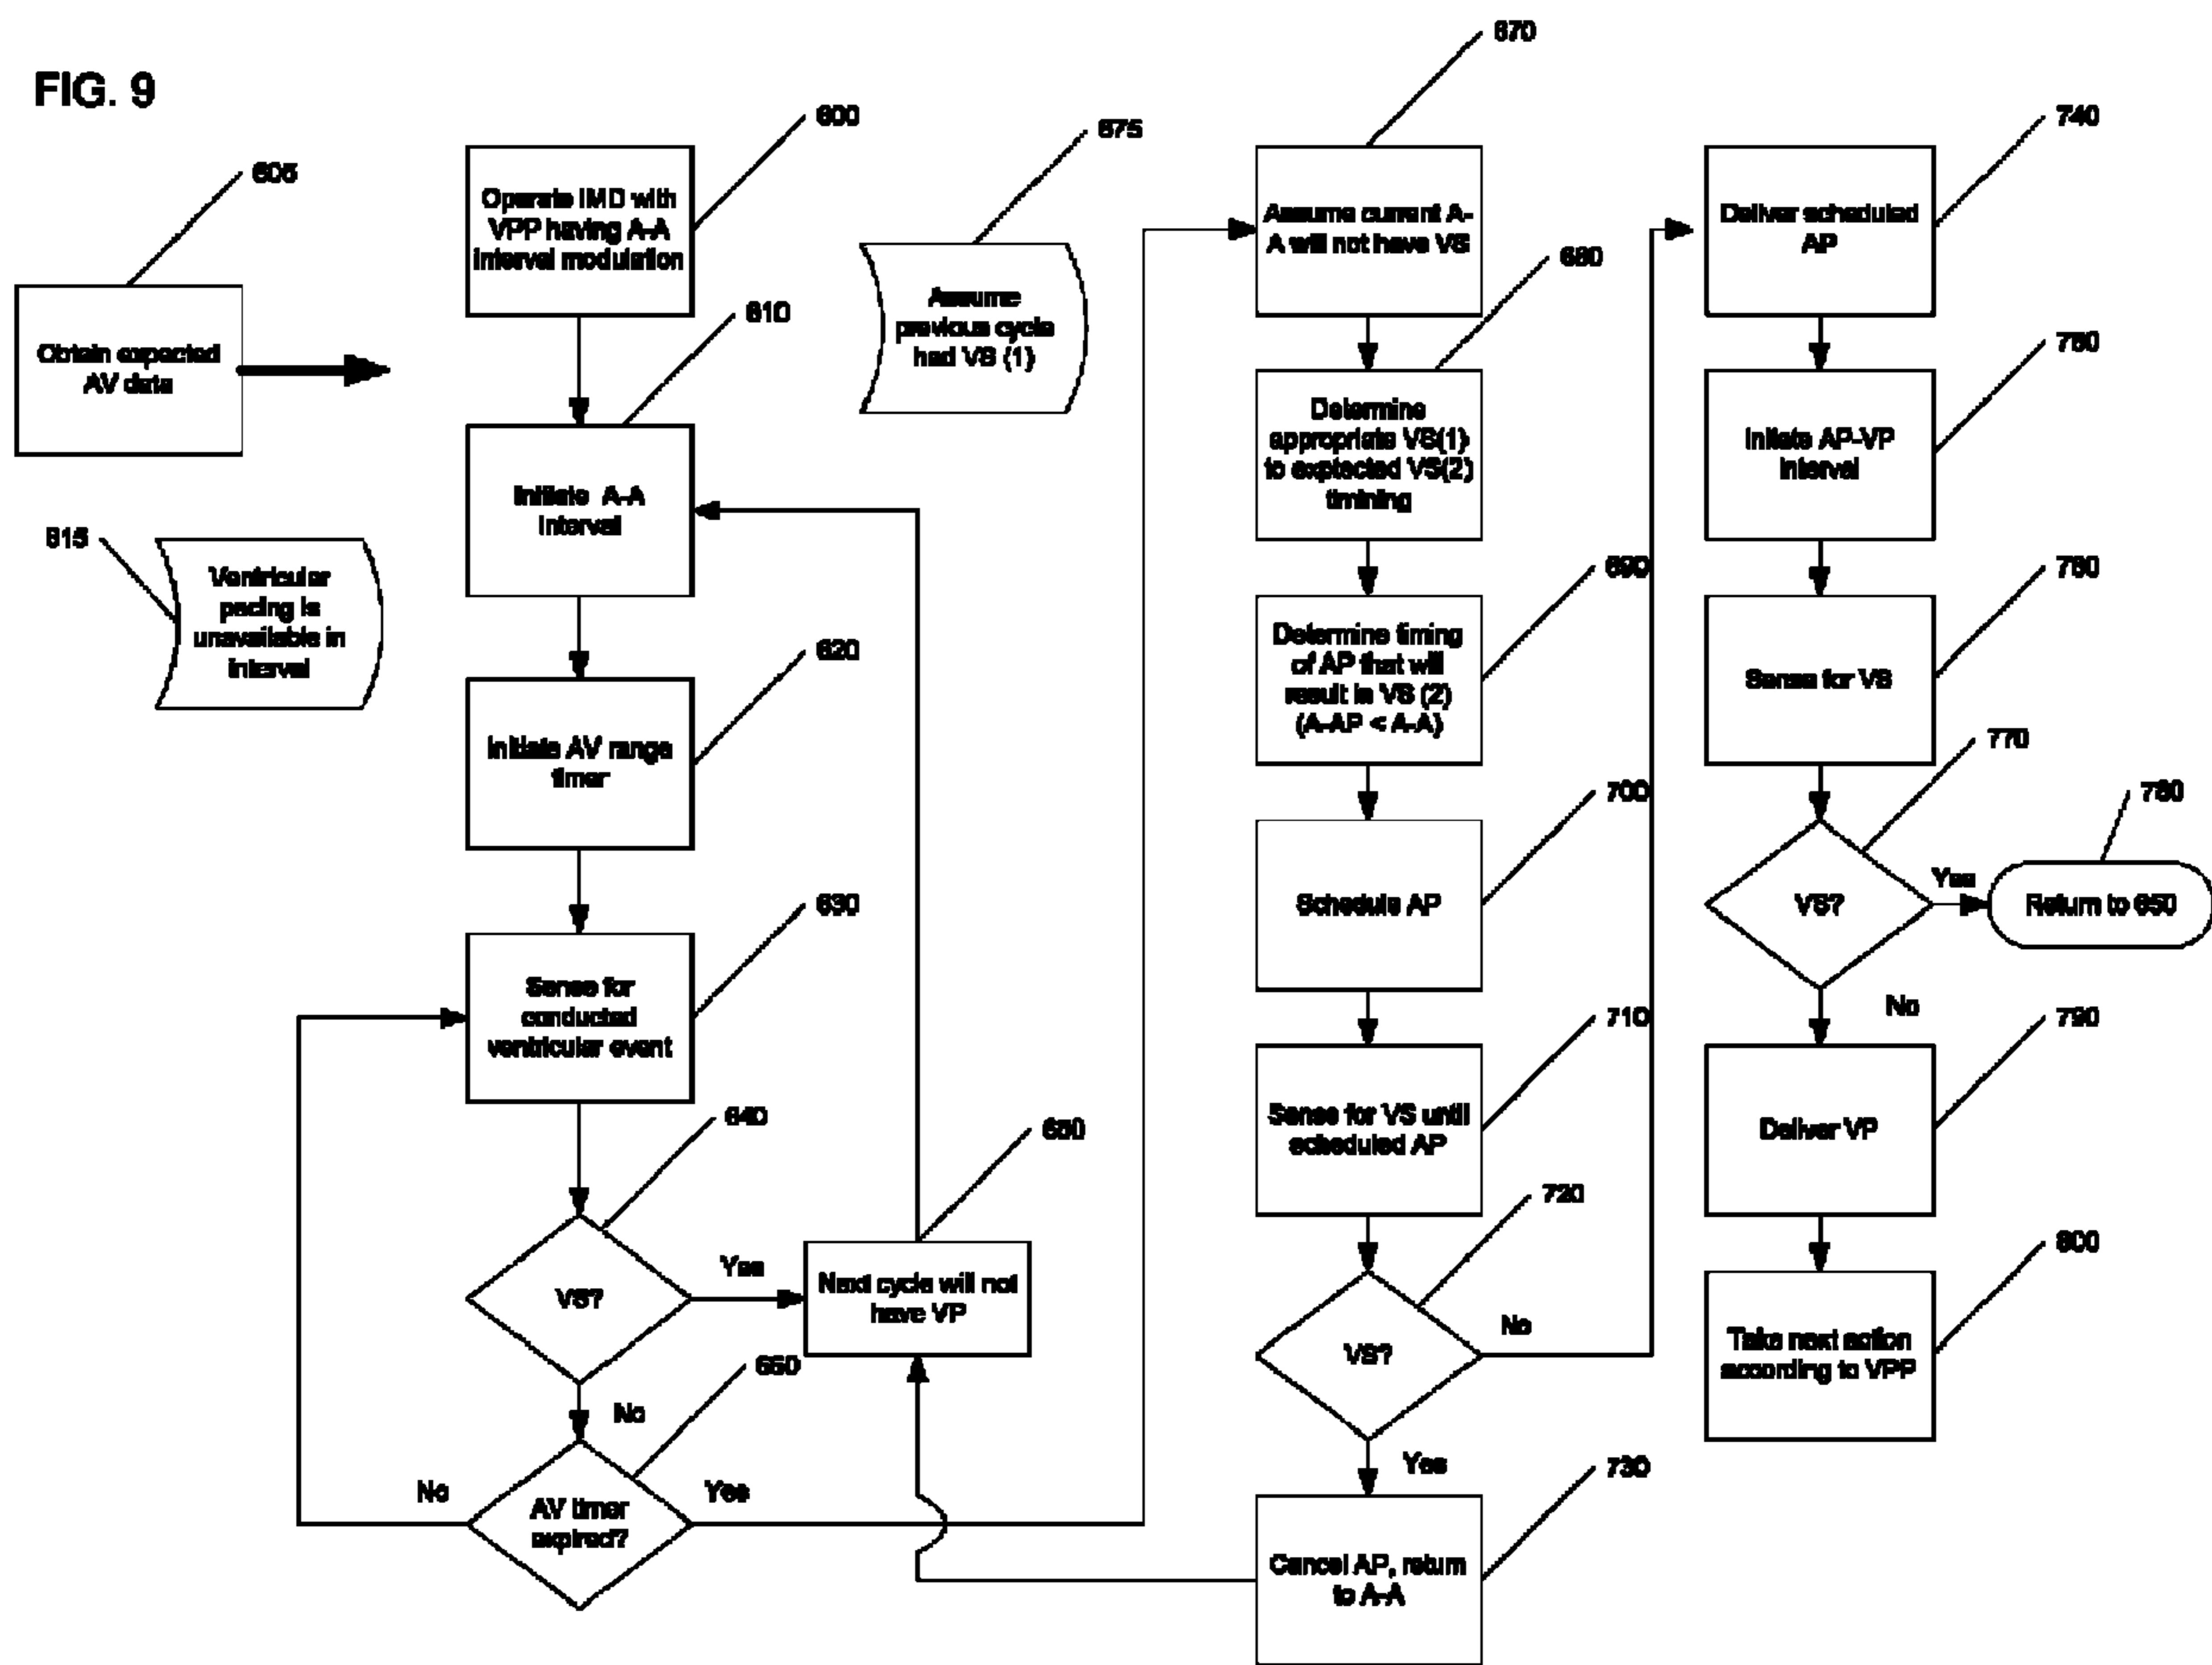 FIG. 9
605
Obtain expected
AV data
600
Operate IMD with
VPP having A-A
interval modulation
610
Initiate A-A
interval
615
Ventricular
pacing is
unavailable in
interval
620
Initiate AV range
timer
630
Sense for
conducted
ventricular event
640
VS?
Yes
No
650
Next cycle will not
have VP
660
AV timer
expired?
No
Yes
675
Assume
previous cycle
had VS (1)
670
Assume current A-
A will not have VS
680
Determine
appropriate VS(1)
to exptected VS(2)
timining
690
Determine timing
of AP that will
result in VS (2)
(A-AP < A-A)
700
Schedule AP
710
Sense for VS until
scheduled AP
720
VS?
No
Yes
730
Cancel AP, return
to A-A
740
Deliver scheduled
AP
750
Initiate AP-VP
interval
760
Sense for VS
770
VS?
Yes
780
Return to 650
No
790
Deliver VP
800
Take next action
according to VPP